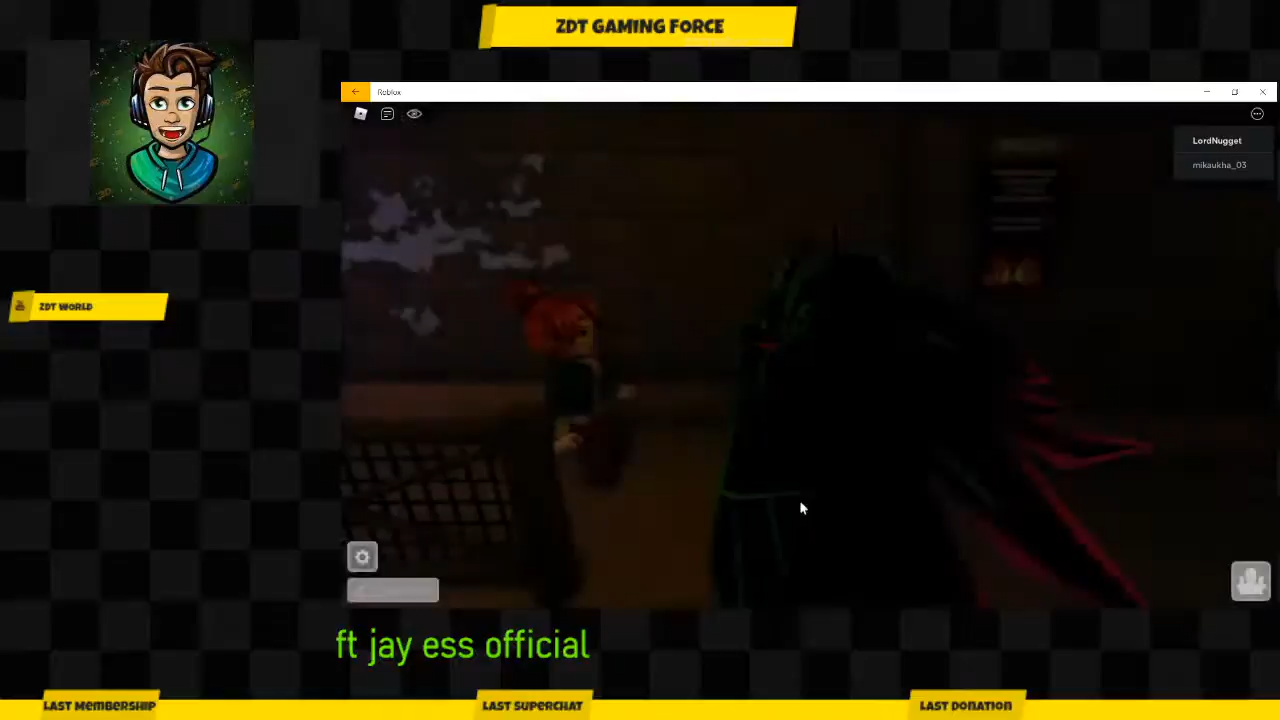 ZDT GAMING FORCE
Roblox
LordNugget
mikaukha_03
ZDT WORLD
ft jay ess official
LAST MEMBERSHIP
LAST SUPERCHAT
LAST DONATION